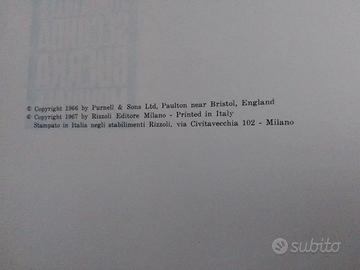 © Copyright 1966 by Purnell & Sons Ltd, Paulton near Bristol, England
© Copyright 1967 by Rizzoli Editore Milano - Printed in Italy
Stampato in Italia negli stabilimenti Rizzoli, via Civitavecchia 102 - Milano
subito